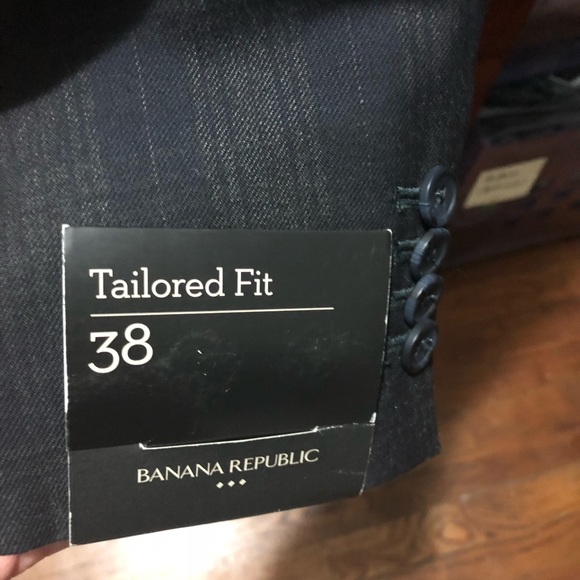 Tailored Fit
38
BANANA REPUBLIC